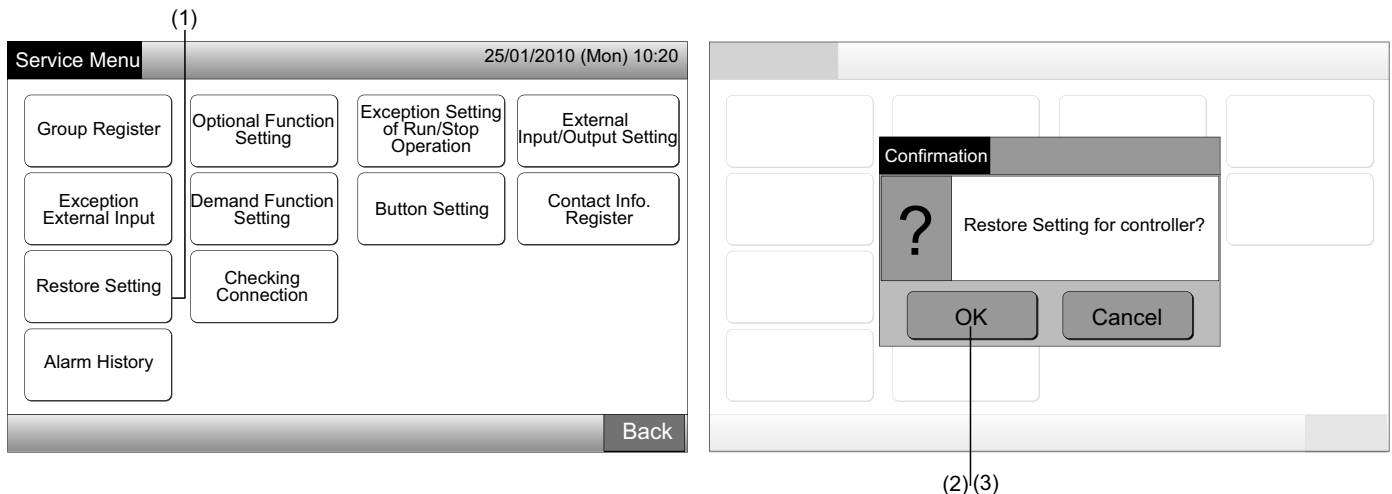 (1)
Service Menu
25/01/2010 (Mon) 10:20
Group Register
Optional Function
Setting
Exception Setting
of Run/Stop
Operation
External
Input/Output Setting
Exception
External Input
Demand Function
Setting
Button Setting
Contact Info.
Register
Restore Setting
Checking
Connection
Alarm History
Back
Confirmation
?
Restore Setting for controller?
OK
Cancel
(2) (3)